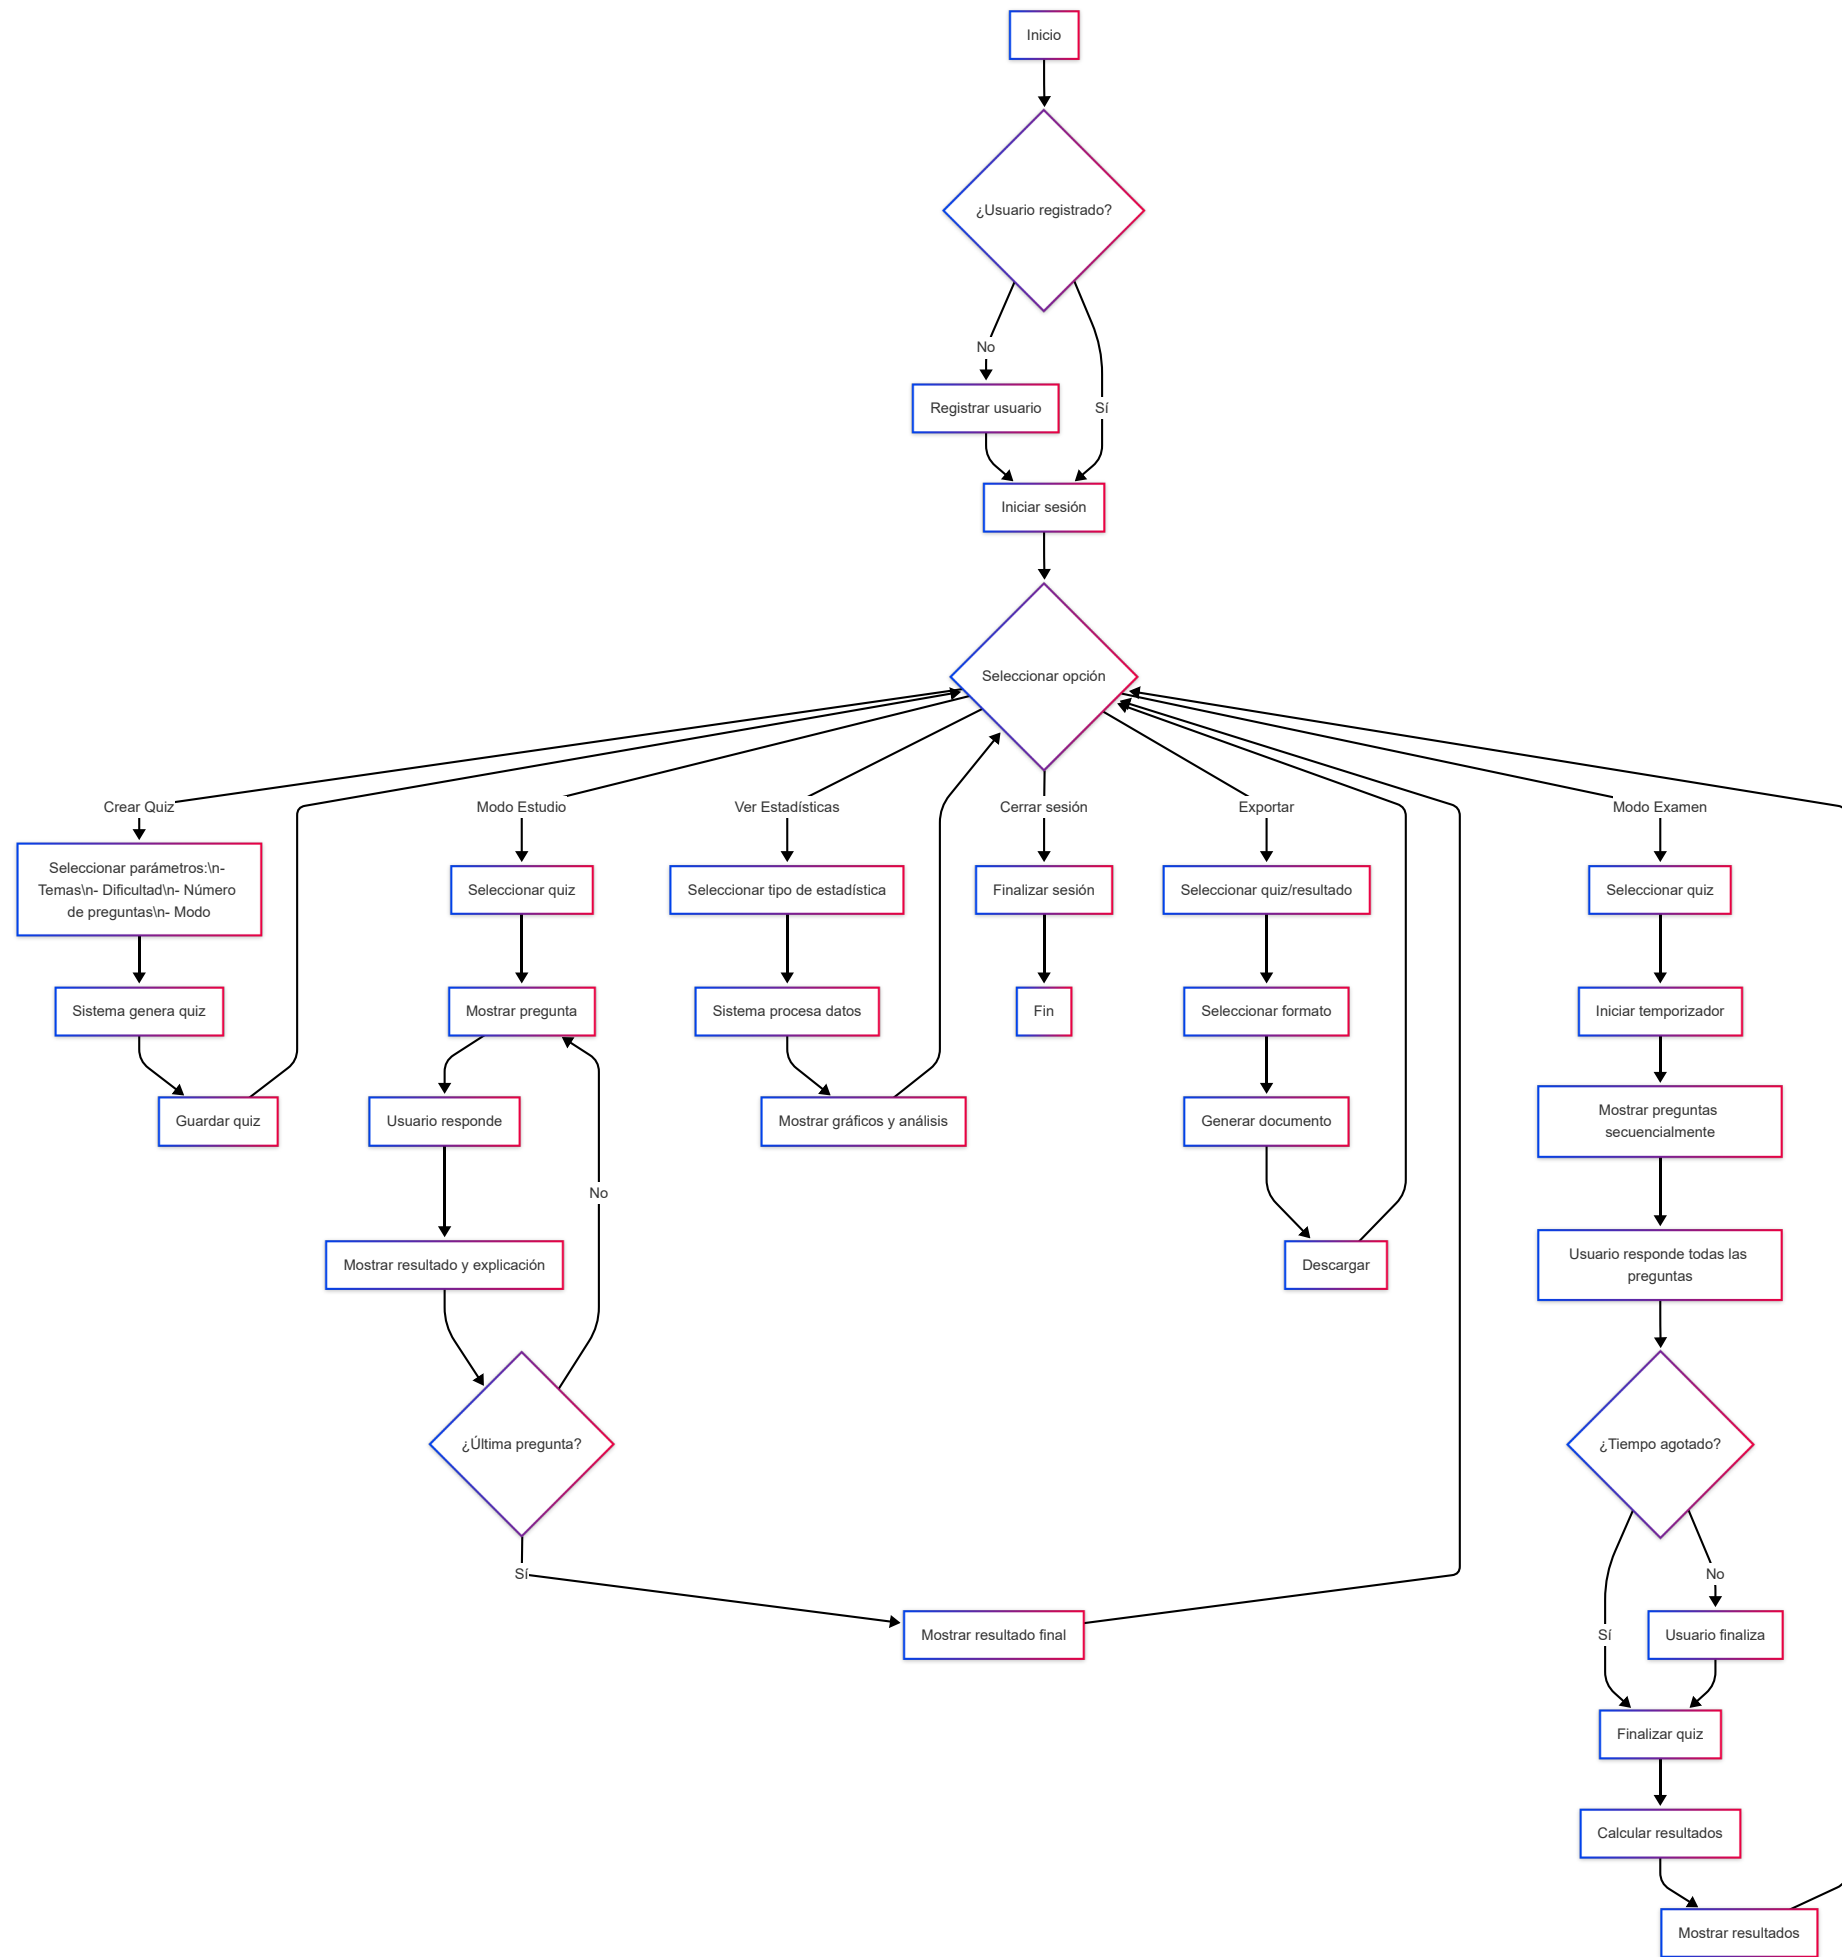 Inicio
¿Usuario registrado?
No
Registrar usuario
Sí
Iniciar sesión
Seleccionar opción
Crear Quiz
Modo Estudio
Ver Estadísticas
Cerrar sesión
Exportar
Modo Examen
Seleccionar parámetros:\n-
Temas\n- Dificultad\n- Número
de preguntas\n- Modo
Seleccionar quiz
Seleccionar tipo de estadística
Finalizar sesión
Seleccionar quiz/resultado
Seleccionar quiz
Sistema genera quiz
Mostrar pregunta
Sistema procesa datos
Fin
Seleccionar formato
Iniciar temporizador
Guardar quiz
Usuario responde
Mostrar gráficos y análisis
Generar documento
Mostrar preguntas
secuencialmente
No
Mostrar resultado y explicación
Descargar
Usuario responde todas las
preguntas
¿Última pregunta?
¿Tiempo agotado?
Sí
No
Mostrar resultado final
Sí
Usuario finaliza
Finalizar quiz
Calcular resultados
Mostrar resultados